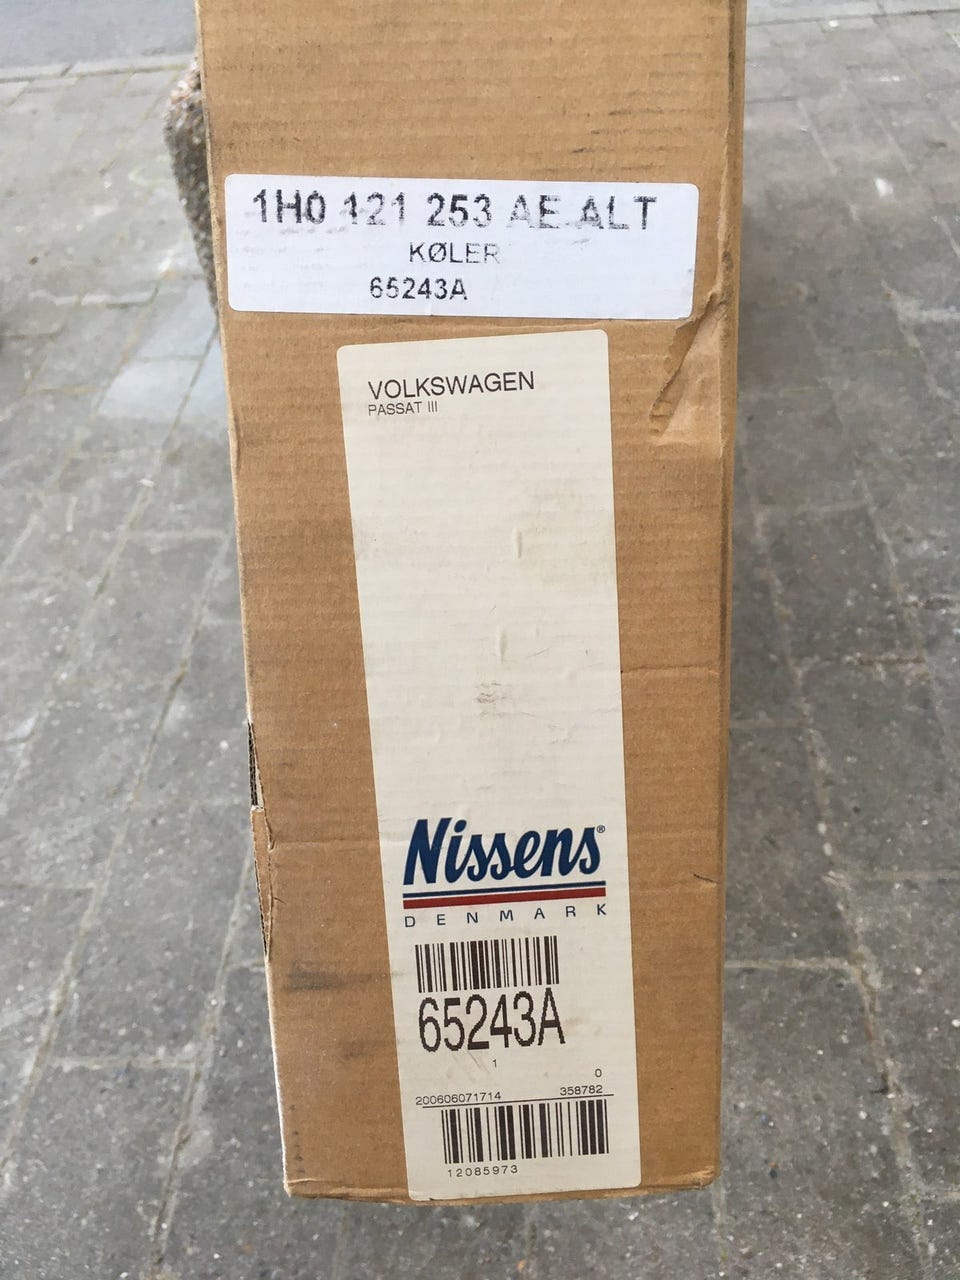 1H0 121 253 AE ALT
KØLER
65243A
VOLKSWAGEN
PASSAT III
Nissens®
DENMARK
65243A
1
0
200606071714 358782
12085973